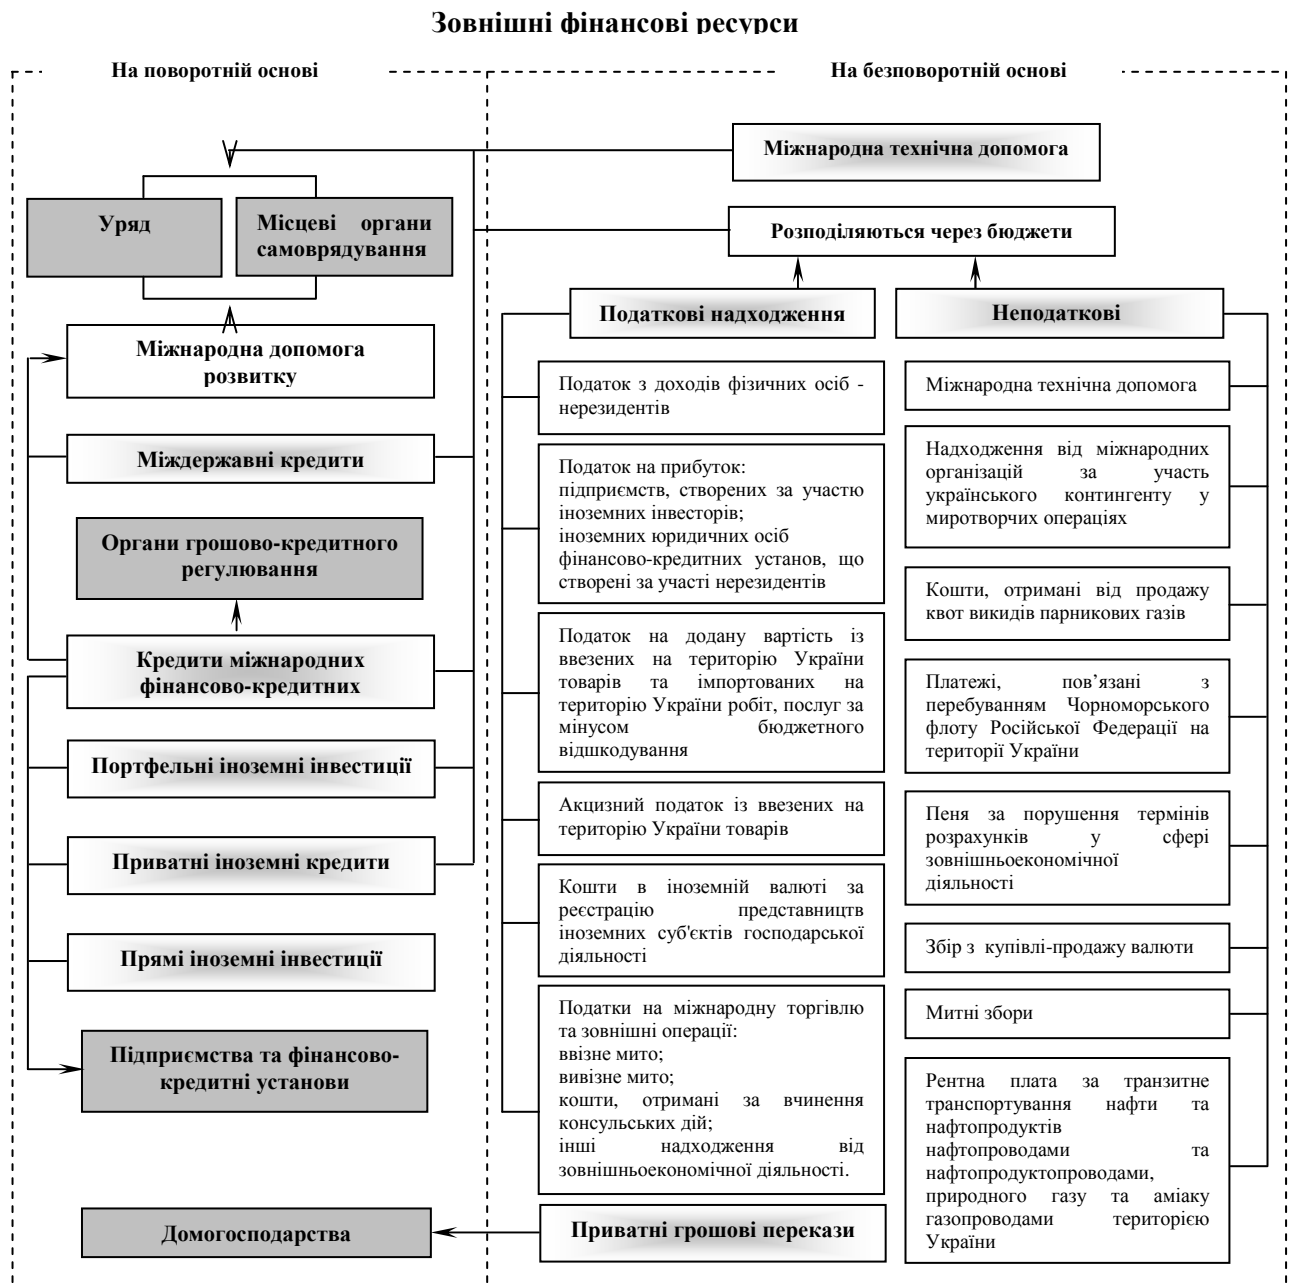 Зовнішні фінансові ресурси
На поворотній основі
На безповоротній основі
Міжнародна технічна допомога
Уряд
Місцеві органи
самоврядування
Розподіляються через бюджети
Податкові надходження
Неподаткові
Міжнародна допомога
розвитку
Міждержавні кредити
Органи грошово-кредитного
регулювання
Кредити міжнародних
фінансово-кредитних
Портфельні іноземні інвестиції
Приватні іноземні кредити
Прямі іноземні інвестиції
Підприємства та фінансово-
кредитні установи
Домогосподарства
Податок з доходів фізичних осіб -
нерезидентів
Податок на прибуток:
підприємств, створених за участю
іноземних інвесторів;
іноземних юридичних осіб
фінансово-кредитних установ, що
створені за участі нерезидентів
Податок на додану вартість із
ввезених на територію України
товарів та імпортованих на
територію України робіт, послуг за
мінусом бюджетного
відшкодування
Акцизний податок із ввезених на
територію України товарів
Кошти в іноземній валюті за
реєстрацію представництв
іноземних суб'єктів господарської
діяльності
Податки на міжнародну торгівлю
та зовнішні операції:
ввізне мито;
вивізне мито;
кошти, отримані за вчинення
консульських дій;
інші надходження від
зовнішньоекономічної діяльності.
Приватні грошові перекази
Міжнародна технічна допомога
Надходження від міжнародних
організацій за участь
українського контингенту у
миротворчих операціях
Кошти, отримані від продажу
квот викидів парникових газів
Платежі, пов’язані з
перебуванням Чорноморського
флоту Російської Федерації на
території України
Пеня за порушення термінів
розрахунків у сфері
зовнішньоекономічної
діяльності
Збір з купівлі-продажу валюти
Митні збори
Рентна плата за транзитне
транспортування нафти та
нафтопродуктів
нафтопроводами та
нафтопродуктопроводами,
природного газу та аміаку
газопроводами територією
України